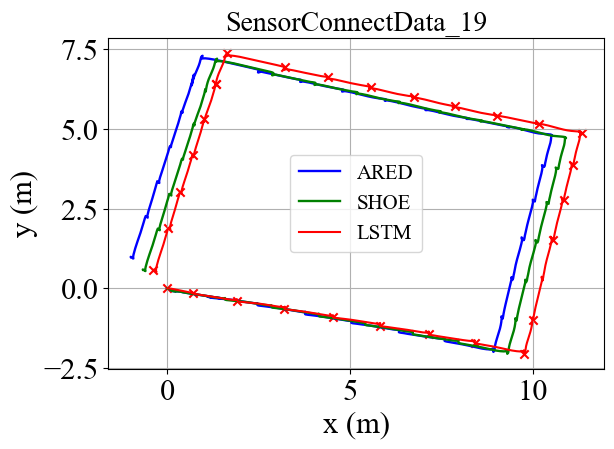 SensorConnectData_19
7.5
5.0
2.5
0.0
−2.5
y (m)
ARED
SHOE
LSTM
0 5 10
x (m)